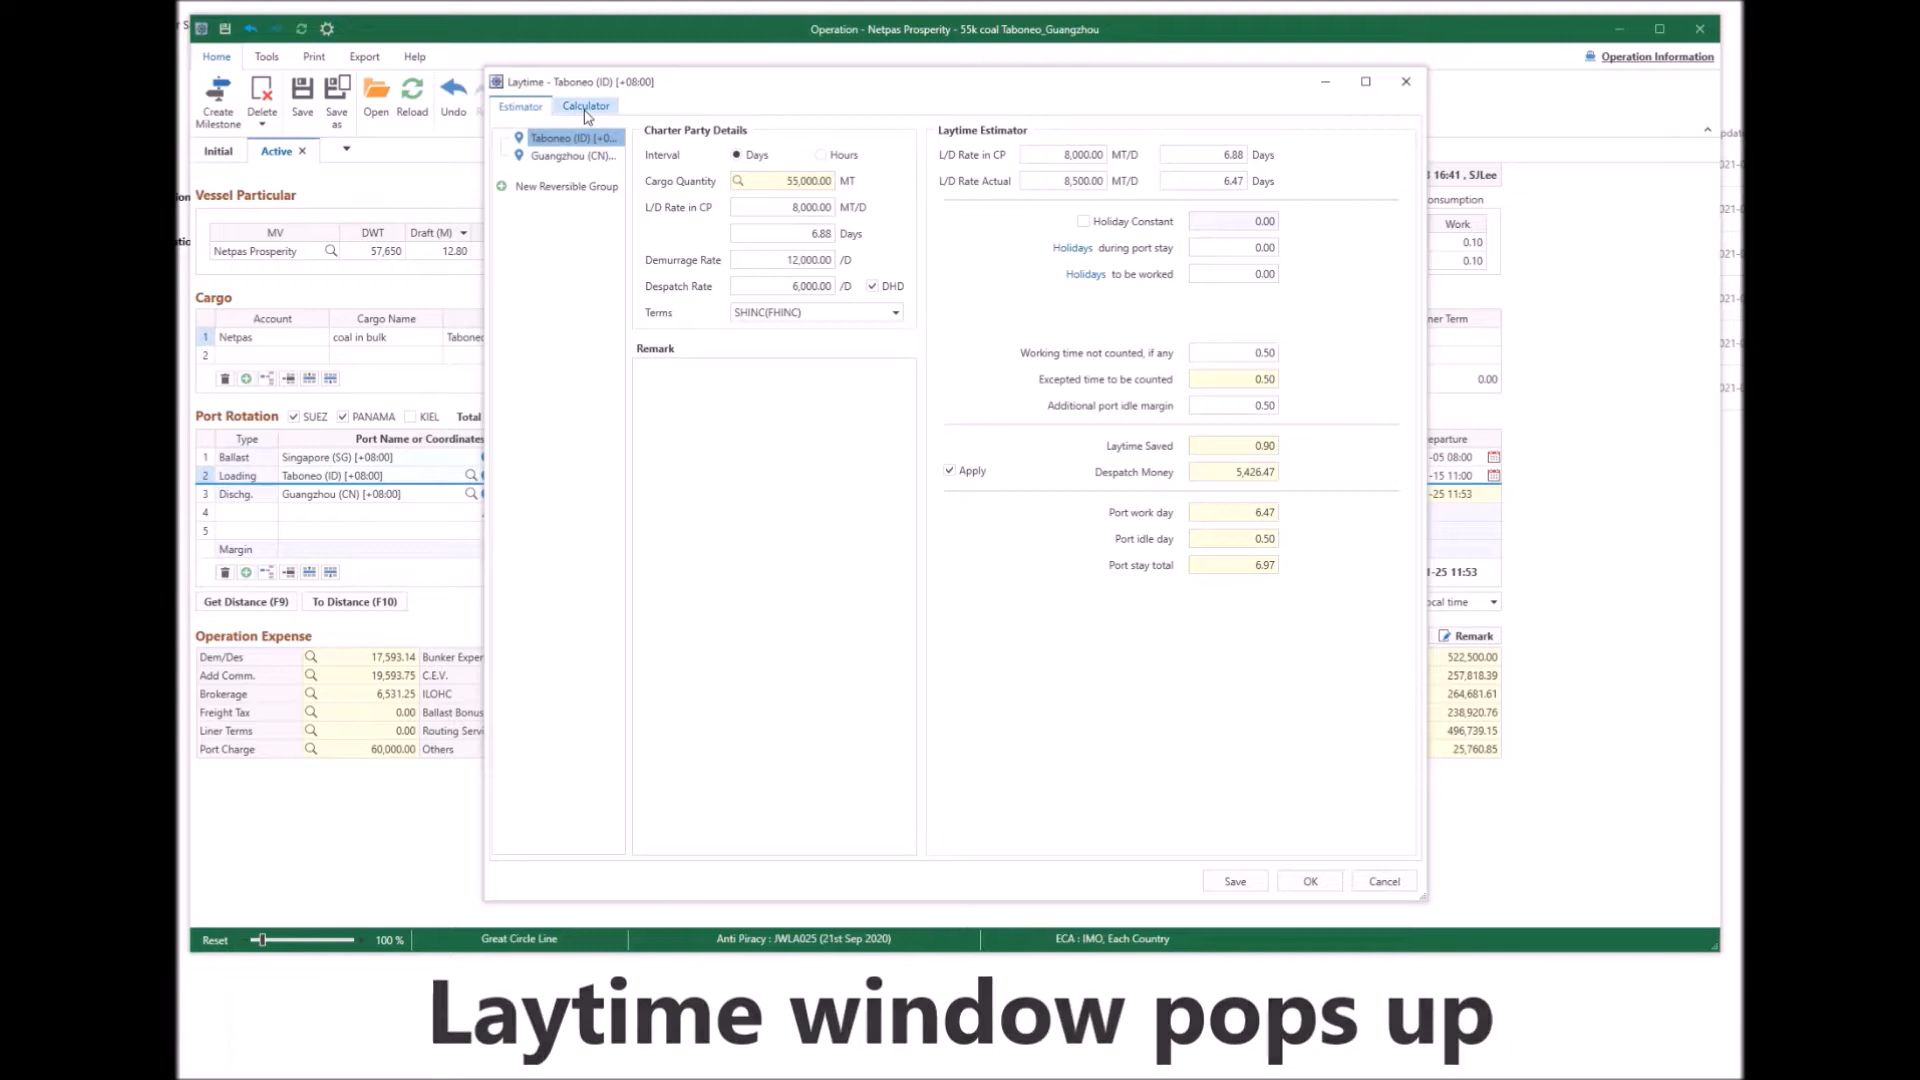 Operation - Netpas Prosperity - 55k coal Taboneo_Guangzhou
Home Tools Print Export Help
Operation Information
Create Milestone
Delete
Save
Save as
Open
Reload
Undo
Initial
Active
Vessel Particular
MV DWT Draft (M)
Netpas Prosperity 57,650 12.80
Cargo
Account Cargo Name
1 Netpas coal in bulk Taboneo
2
Port Rotation SUEZ PANAMA KIEL Total
Type Port Name or Coordinates
1 Ballast Singapore (SG) [+08:00]
2 Loading Taboneo (ID) [+08:00]
3 Dischg. Guangzhou (CN) [+08:00]
4
5
Margin
Get Distance (F9) To Distance (F10)
Operation Expense
Dem/Des 17,593.14 Bunker Exper
Add Comm. 19,593.75 C.E.V.
Brokerage 6,531.25 ILOHC
Freight Tax 0.00 Ballast Bonus
Liner Terms 0.00 Routing Servi
Port Charge 60,000.00 Others
Laytime - Taboneo (ID) [+08:00]
Estimator Calculator
Taboneo (ID) [+0...
Guangzhou (CN)...
New Reversible Group
Charter Party Details
Interval Days Hours
Cargo Quantity 55,000.00 MT
L/D Rate in CP 8,000.00 MT/D
6.88 Days
Demurrage Rate 12,000.00 /D
Despatch Rate 6,000.00 /D DHD
Terms SHINC(FHINC)
Remark
Laytime Estimator
L/D Rate in CP 8,000.00 MT/D 6.88 Days
L/D Rate Actual 8,500.00 MT/D 6.47 Days
Holiday Constant 0.00
Holidays during port stay 0.00
Holidays to be worked 0.00
Working time not counted, if any 0.50
Excepted time to be counted 0.50
Additional port idle margin 0.50
Laytime Saved 0.90
Apply Despatch Money 5,426.47
Port work day 6.47
Port idle day 0.50
Port stay total 6.97
Save OK Cancel
16:41 , SJLee
onsumption
Work
0.10
0.10
ner Term
0.00
eparture
-05 08:00
-15 11:00
-25 11:53
-25 11:53
ocal time
Remark
522,500.00
257,818.39
264,681.61
238,920.76
496,739.15
25,760.85
Reset 100 % Great Circle Line Anti Piracy : JWLA025 (21st Sep 2020) ECA : IMO, Each Country
Laytime window pops up